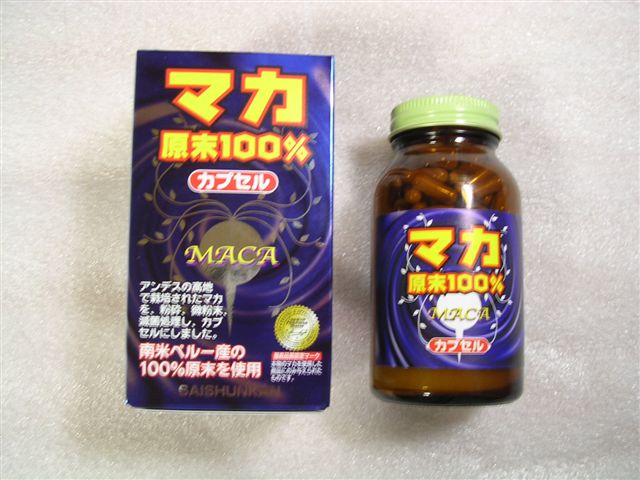 マカ
原末100%
カプセル
MACA
アンデスの高地
で栽培されたマカ
を、粉砕、微粉末、
滅菌処理し、カプ
セルにしました。
南米ペルー産の
100%原末を使用
SAISHUNKAN
マカ
原末100%
MACA
カプセル